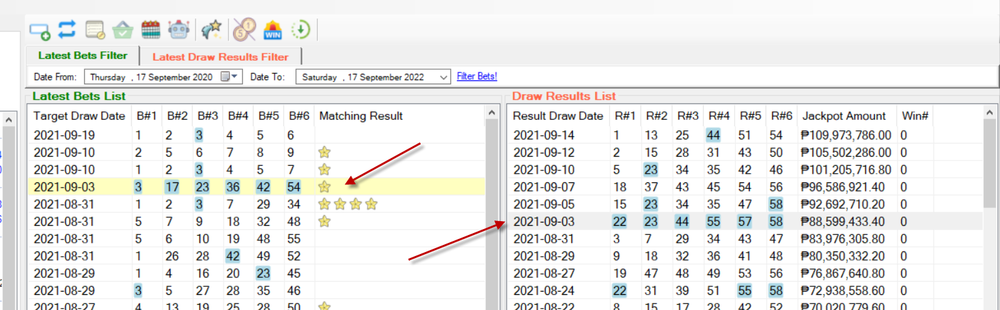 WIN
Latest Bets Filter Latest Draw Results Filter
Date From: Thursday , 17 September 2020 Date To: Saturday , 17 September 2022 Filter Bets!
Latest Bets List
Target Draw Date B#1 B#2 B#3 B#4 B#5 B#6 Matching Result
2021-09-19 1 2 3 4 5 6
2021-09-10 2 5 6 7 8 9
2021-09-10 1 2 3 4 5 7
2021-09-03 3 17 23 36 42 54
2021-08-31 1 2 3 7 29 34
2021-08-31 5 7 9 18 32 48
2021-08-31 5 6 10 19 48 55
2021-08-31 1 26 28 42 49 52
2021-08-29 1 4 16 20 23 45
2021-08-29 3 5 27 28 35 46
2021-08-27 4 13 19 25 28 50
Draw Results List
Result Draw Date R#1 R#2 R#3 R#4 R#5 R#6 Jackpot Amount Win#
2021-09-14 1 13 25 44 51 54 ₱109,973,786.00 0
2021-09-12 2 15 28 31 43 50 ₱105,502,286.00 0
2021-09-10 5 23 34 35 42 46 ₱101,205,716.80 0
2021-09-07 18 37 43 45 54 56 ₱96,586,921.40 0
2021-09-05 15 23 34 35 47 58 ₱92,692,710.20 0
2021-09-03 22 23 44 55 57 58 ₱88,599,433.40 0
2021-08-31 3 7 29 34 43 47 ₱83,976,305.80 0
2021-08-29 9 18 32 36 41 48 ₱80,350,332.20 0
2021-08-27 19 47 48 49 53 56 ₱76,867,640.80 0
2021-08-24 22 31 39 51 55 58 ₱72,938,558.60 0
2021-08-22 8 15 17 28 42 52 ₱70,020,779.60 0